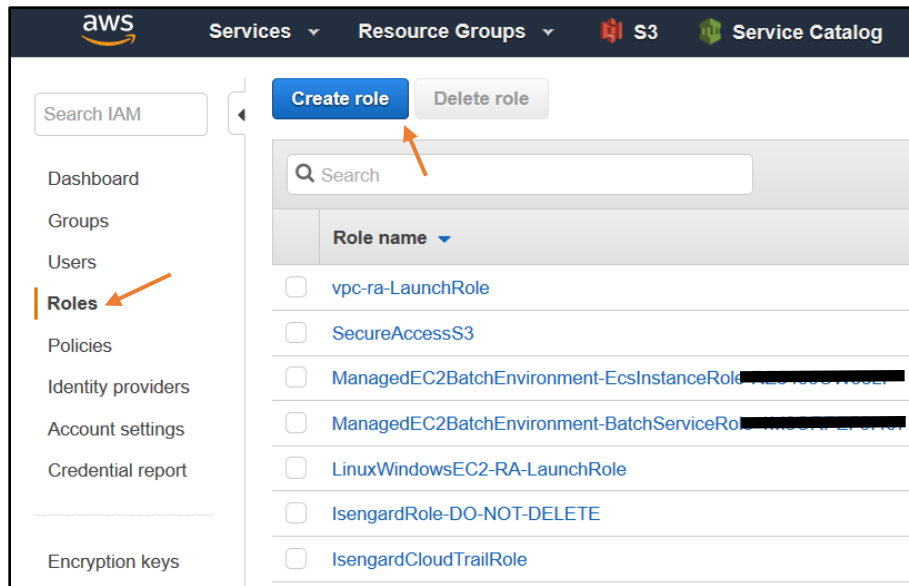 aws Services Resource Groups S3 Service Catalog
Search IAM
Dashboard
Groups
Users
Roles
Policies
Identity providers
Account settings
Credential report
Encryption keys
Create role Delete role
Search
Role name
vpc-ra-LaunchRole
SecureAccessS3
ManagedEC2BatchEnvironment-EcsInstanceRole
ManagedEC2BatchEnvironment-BatchServiceRole
LinuxWindowsEC2-RA-LaunchRole
IsengardRole-DO-NOT-DELETE
IsengardCloudTrailRole